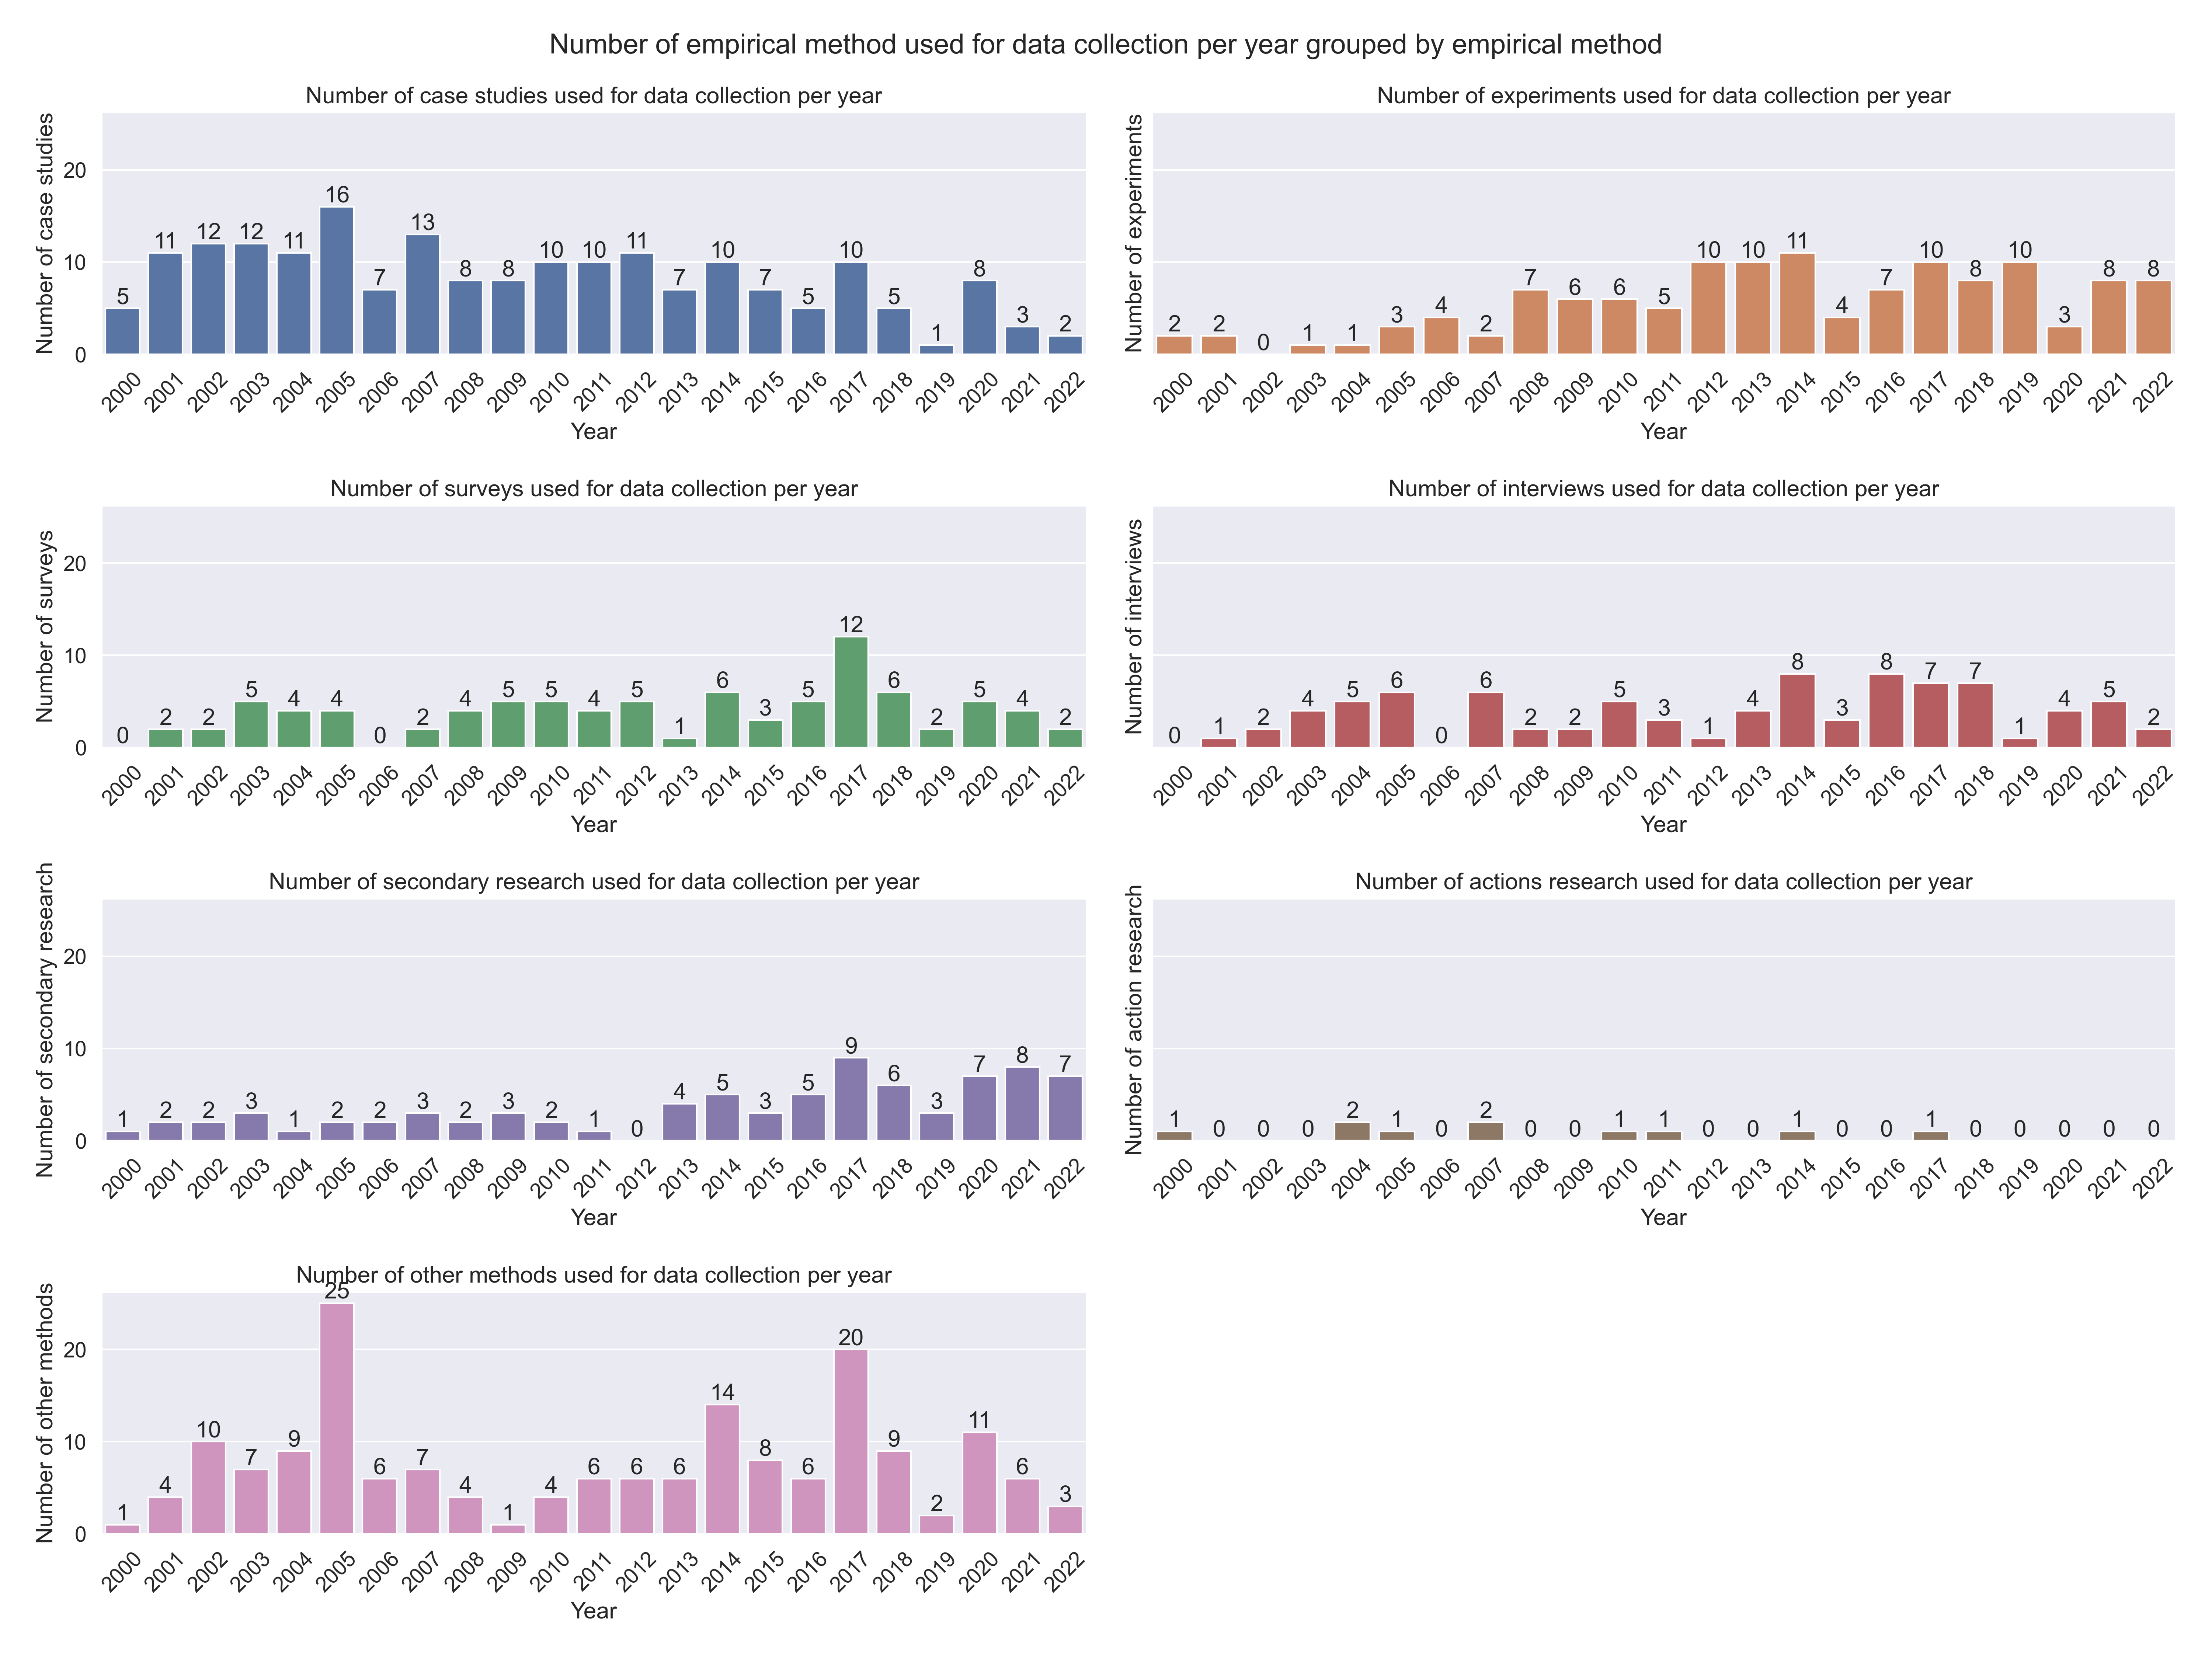 Number of empirical method used for data collection per year grouped by empirical method
Number of case studies used for data collection per year
Number of case studies
20
10
0
5 11 12 12 11 16 7 13 8 8 10 10 11 7 10 7 5 10 5 1 8 3 2
2000 2001 2002 2003 2004 2005 2006 2007 2008 2009 2010 2011 2012 2013 2014 2015 2016 2017 2018 2019 2020 2021 2022
Year
Number of experiments used for data collection per year
Number of experiments
2 2 0 1 1 3 4 2 7 6 6 5 10 10 11 4 7 10 8 10 3 8 8
2000 2001 2002 2003 2004 2005 2006 2007 2008 2009 2010 2011 2012 2013 2014 2015 2016 2017 2018 2019 2020 2021 2022
Year
Number of surveys used for data collection per year
Number of surveys
20
10
0
0 2 2 5 4 4 0 2 4 5 5 4 5 1 6 3 5 12 6 2 5 4 2
2000 2001 2002 2003 2004 2005 2006 2007 2008 2009 2010 2011 2012 2013 2014 2015 2016 2017 2018 2019 2020 2021 2022
Year
Number of interviews used for data collection per year
Number of interviews
0 1 2 4 5 6 0 6 2 2 5 3 1 4 8 3 8 7 7 1 4 5 2
2000 2001 2002 2003 2004 2005 2006 2007 2008 2009 2010 2011 2012 2013 2014 2015 2016 2017 2018 2019 2020 2021 2022
Year
Number of secondary research used for data collection per year
Number of secondary research
20
10
0
1 2 2 3 1 2 2 3 2 3 2 1 0 4 5 3 5 9 6 3 7 8 7
2000 2001 2002 2003 2004 2005 2006 2007 2008 2009 2010 2011 2012 2013 2014 2015 2016 2017 2018 2019 2020 2021 2022
Year
Number of actions research used for data collection per year
Number of action research
1 0 0 0 2 1 0 2 0 0 1 1 0 0 1 0 0 1 0 0 0 0 0
2000 2001 2002 2003 2004 2005 2006 2007 2008 2009 2010 2011 2012 2013 2014 2015 2016 2017 2018 2019 2020 2021 2022
Year
Number of other methods used for data collection per year
Number of other methods
20
10
0
1 4 10 7 9 25 6 7 4 1 4 6 6 6 14 8 6 20 9 2 11 6 3
2000 2001 2002 2003 2004 2005 2006 2007 2008 2009 2010 2011 2012 2013 2014 2015 2016 2017 2018 2019 2020 2021 2022
Year